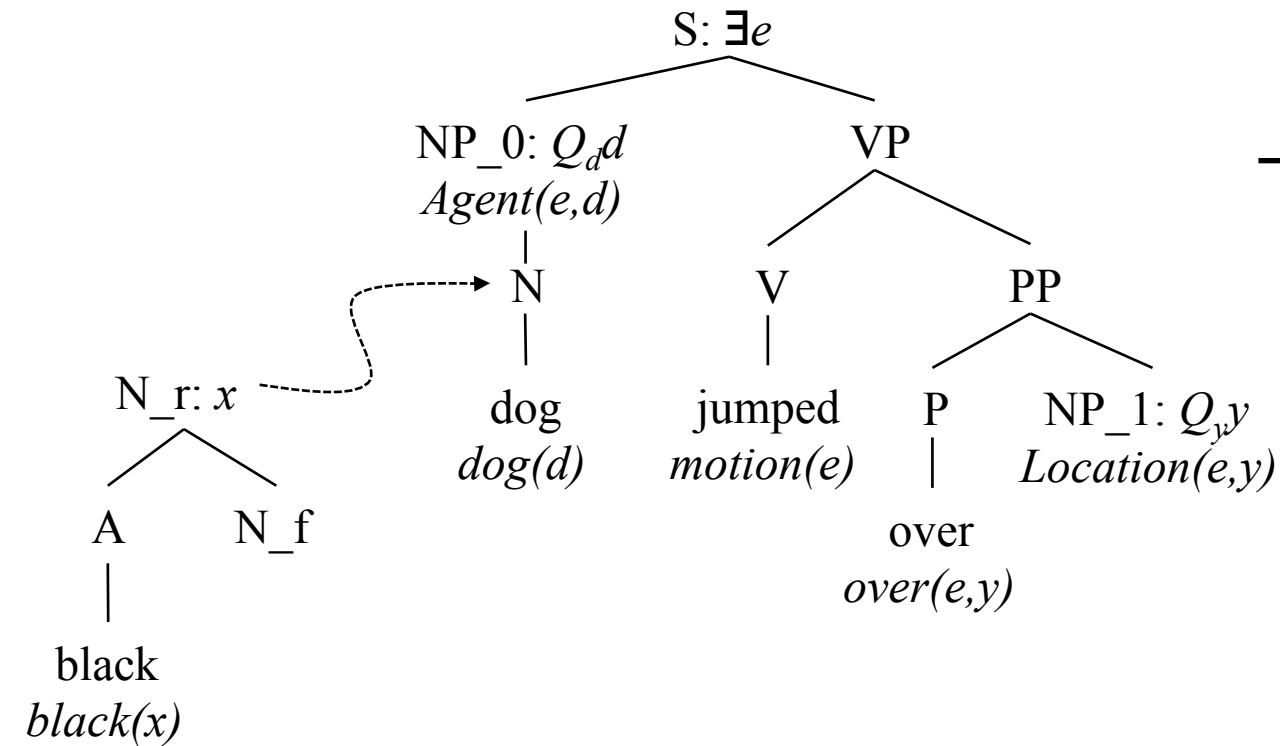 S: ∃e
NP_0: Q_d d
VP
Agent(e,d)
N
V
PP
N_r: x
dog
jumped
P
NP_1: Q_y y
dog(d)
motion(e)
Location(e,y)
A
N_f
over
over(e,y)
black
black(x)